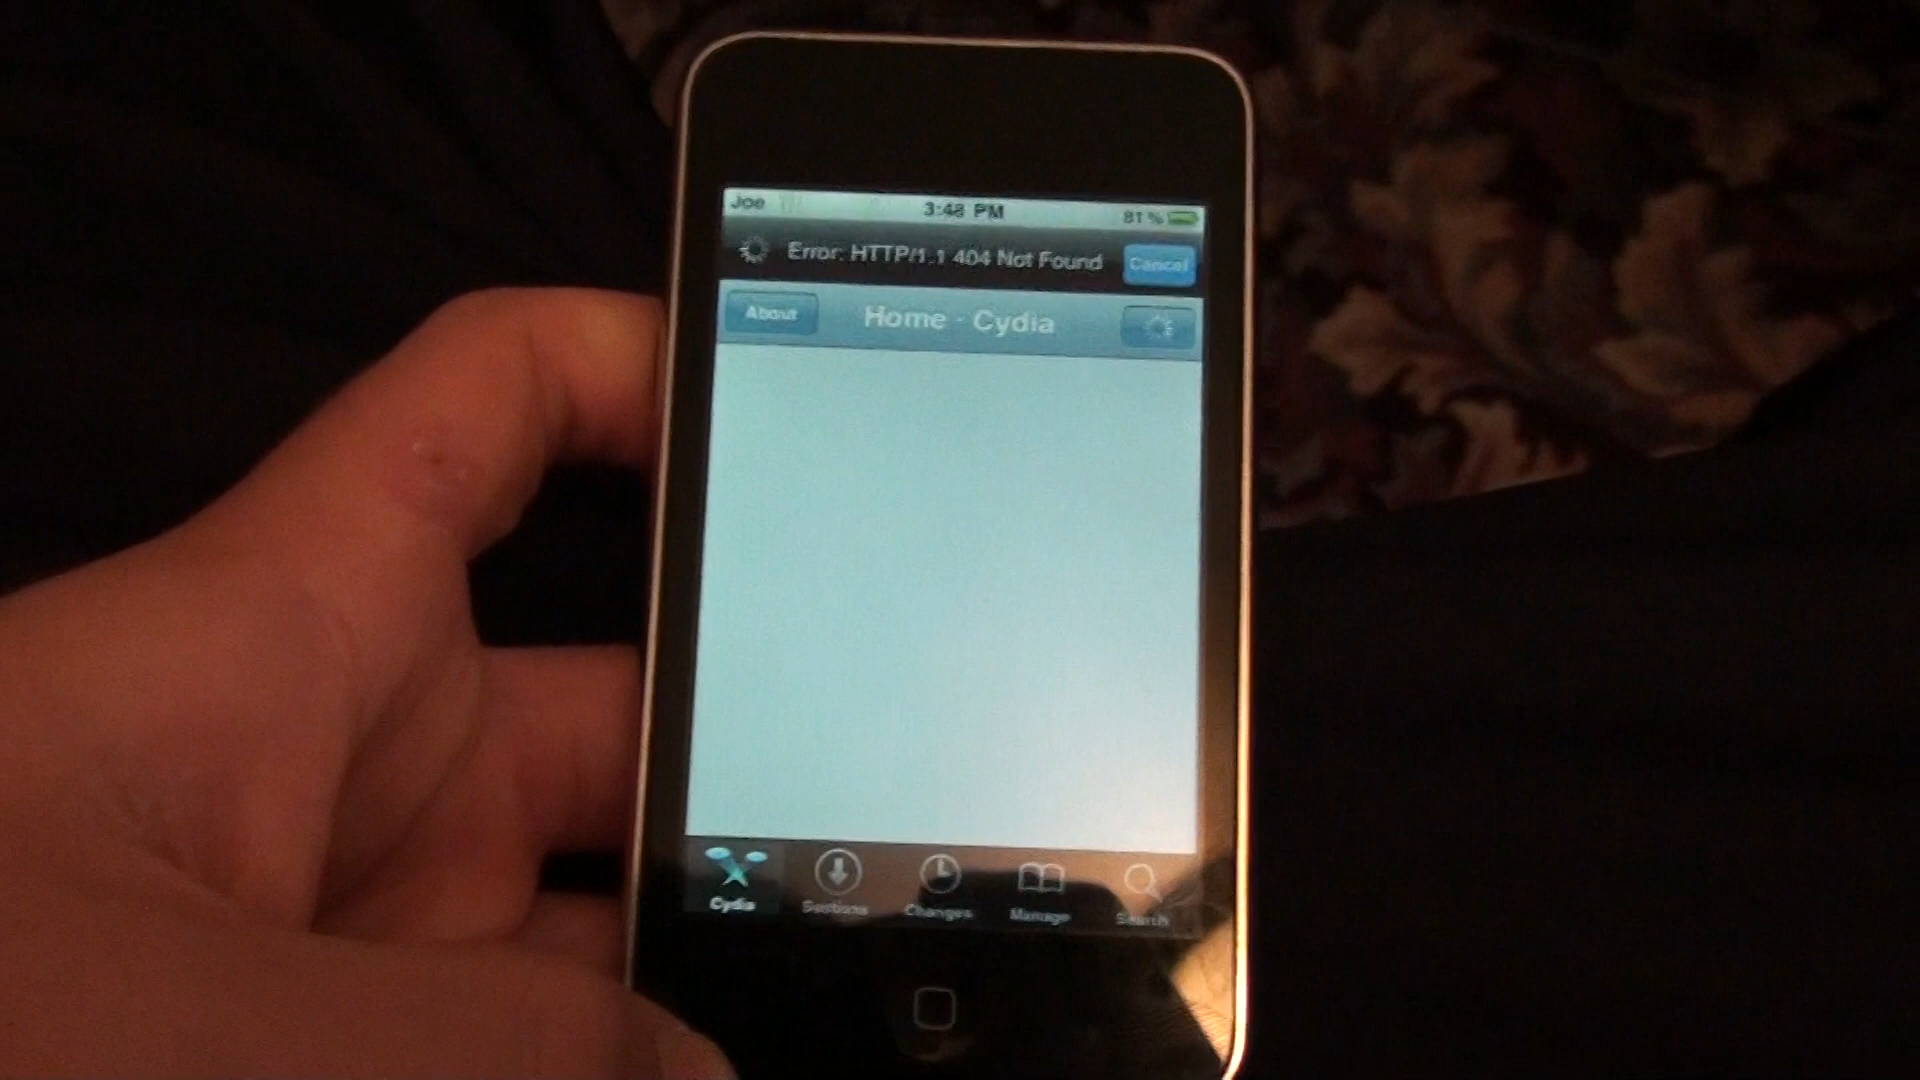 Joe 3:48 PM 81%
Error: HTTP/1.1 404 Not Found Cancel
About Home - Cydia
Cydia Sections Changes Manage Search